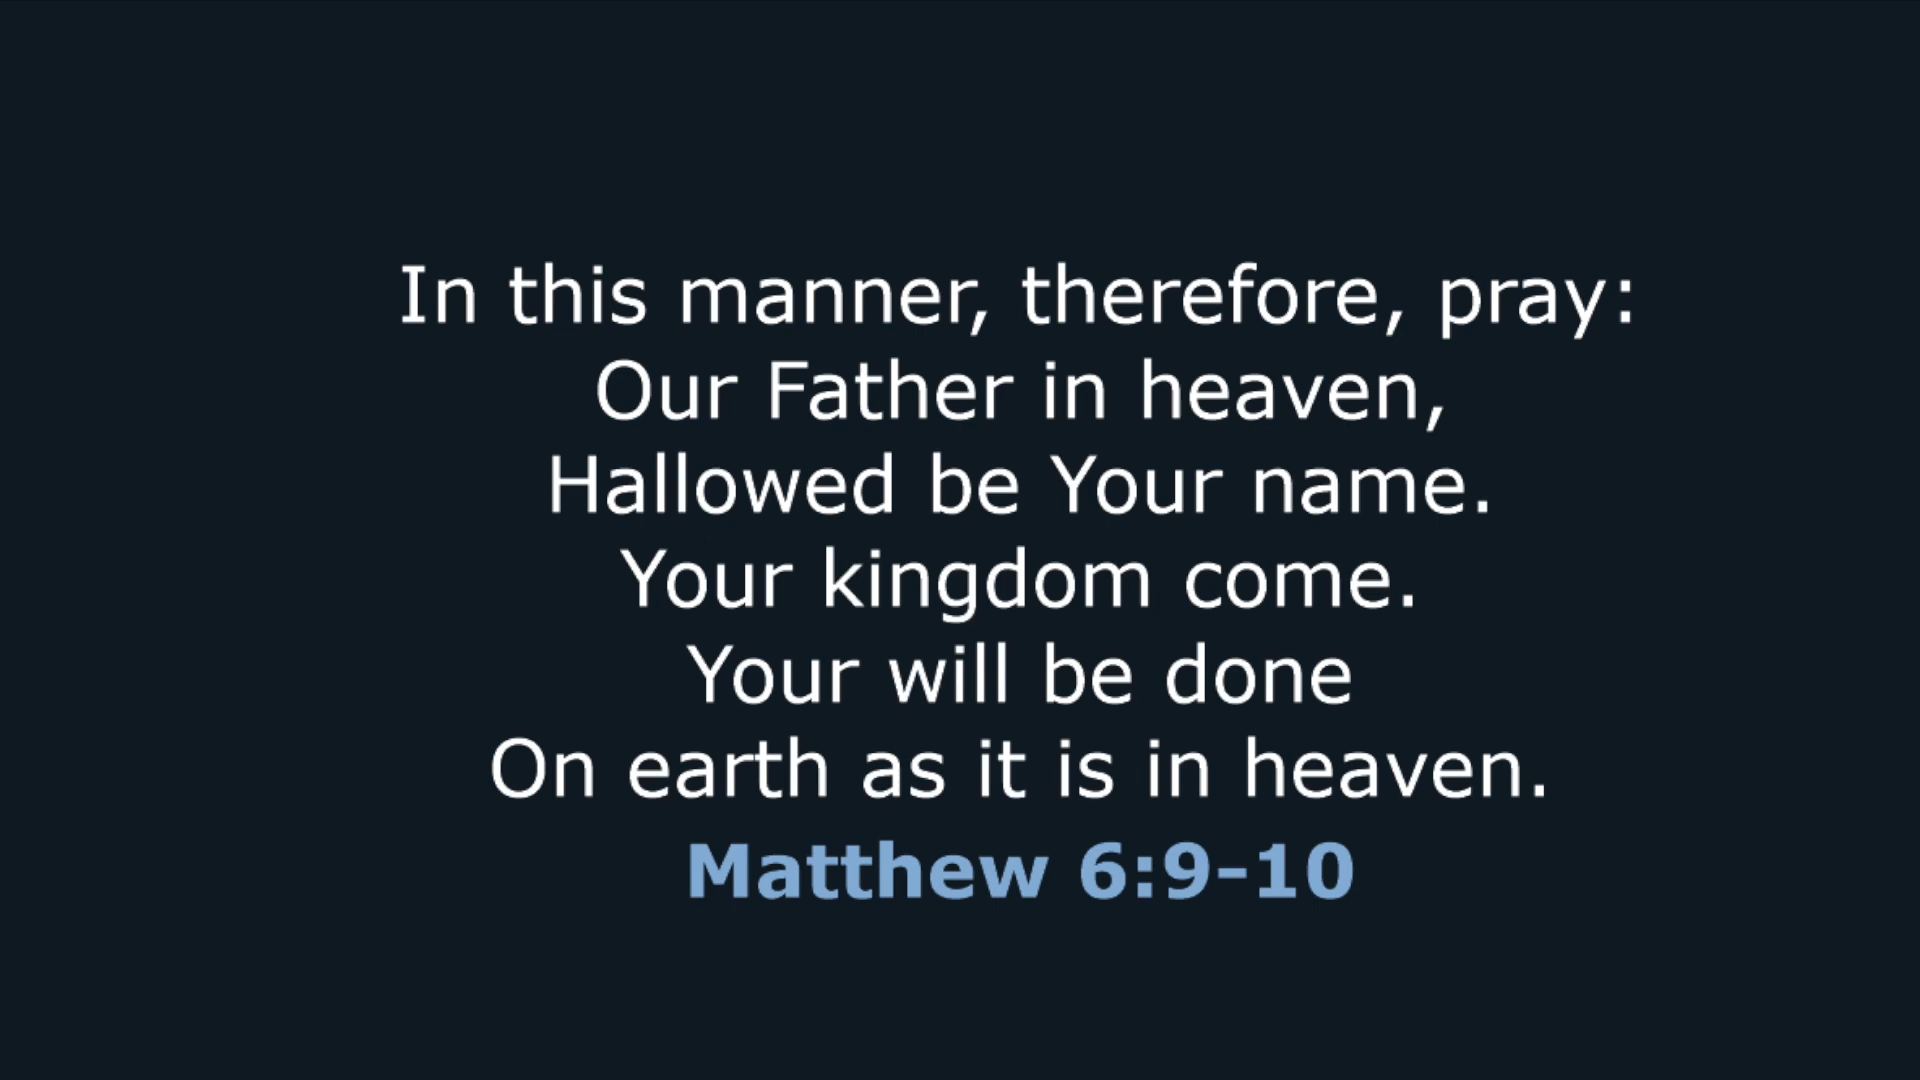 In this manner, therefore, pray:
Our Father in heaven,
Hallowed be Your name.
Your kingdom come.
Your will be done
On earth as it is in heaven.
Matthew 6:9-10